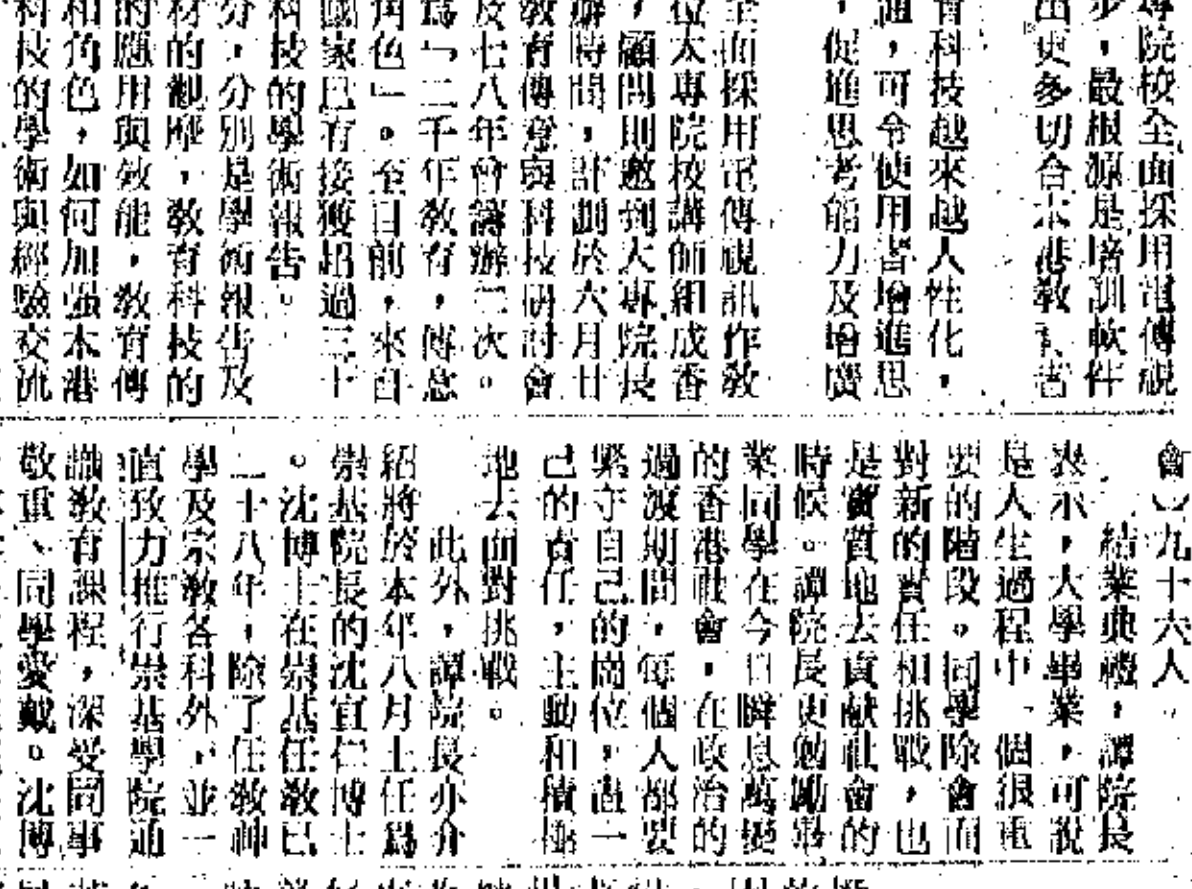 專院校全面採用電傳視
步，最根源是培訓軟件
出更多切合本港教育者
育科技越來越人性化，
通，可令使用者增進思
，促進思考能力及增廣
全面採用電傳視訊作教
位大專院校講師組成香
，顧問則邀到大專院長
辦時間，計劃於六月廿
教育傳意與科技研討會
及七八年曾籌辦二次。
為「二千年教育，傳意
角色」。至目前，來自
國家已有接獲超過三十
科技的學術報告。
分，分別是學術報告及
材的觀摩，教育科技的
的應用與效能，教育傳
和角色，如何加強本港
科技的學術與經驗交流
會（九十六人。
結業典禮，譚院長
表示，大學畢業，可說
是人生過程中一個很重
要的階段。同學除會面
對新的責任和挑戰，也
是實質地去貢獻社會的
時候。譚院長更勉勵畢
業同學在今日瞬息萬變
的香港社會，在政治的
過渡期間，每個人都要
緊守自己的崗位，盡一
己的責任，主動和積極
地去面對挑戰。
此外，譚院長亦介
紹將於本年八月上任為
崇基院長的沈宣仁博士
。沈博士在崇基任教已
二十八年，除了任教神
學及宗教各科外，並一
直致力推行崇基學院通
識教育課程，深受同事
敬重、同學愛戴。沈博